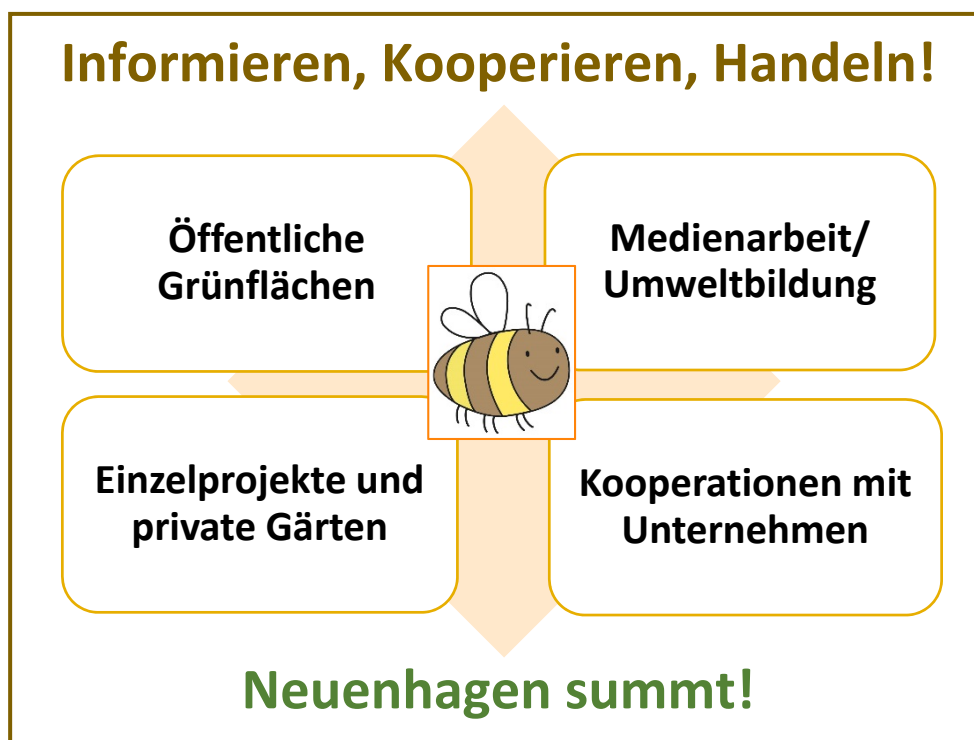 Informieren, Kooperieren, Handeln!
Öffentliche
Grünflächen
Medienarbeit/
Umweltbildung
Einzelprojekte und
private Gärten
Kooperationen mit
Unternehmen
Neuenhagen summt!